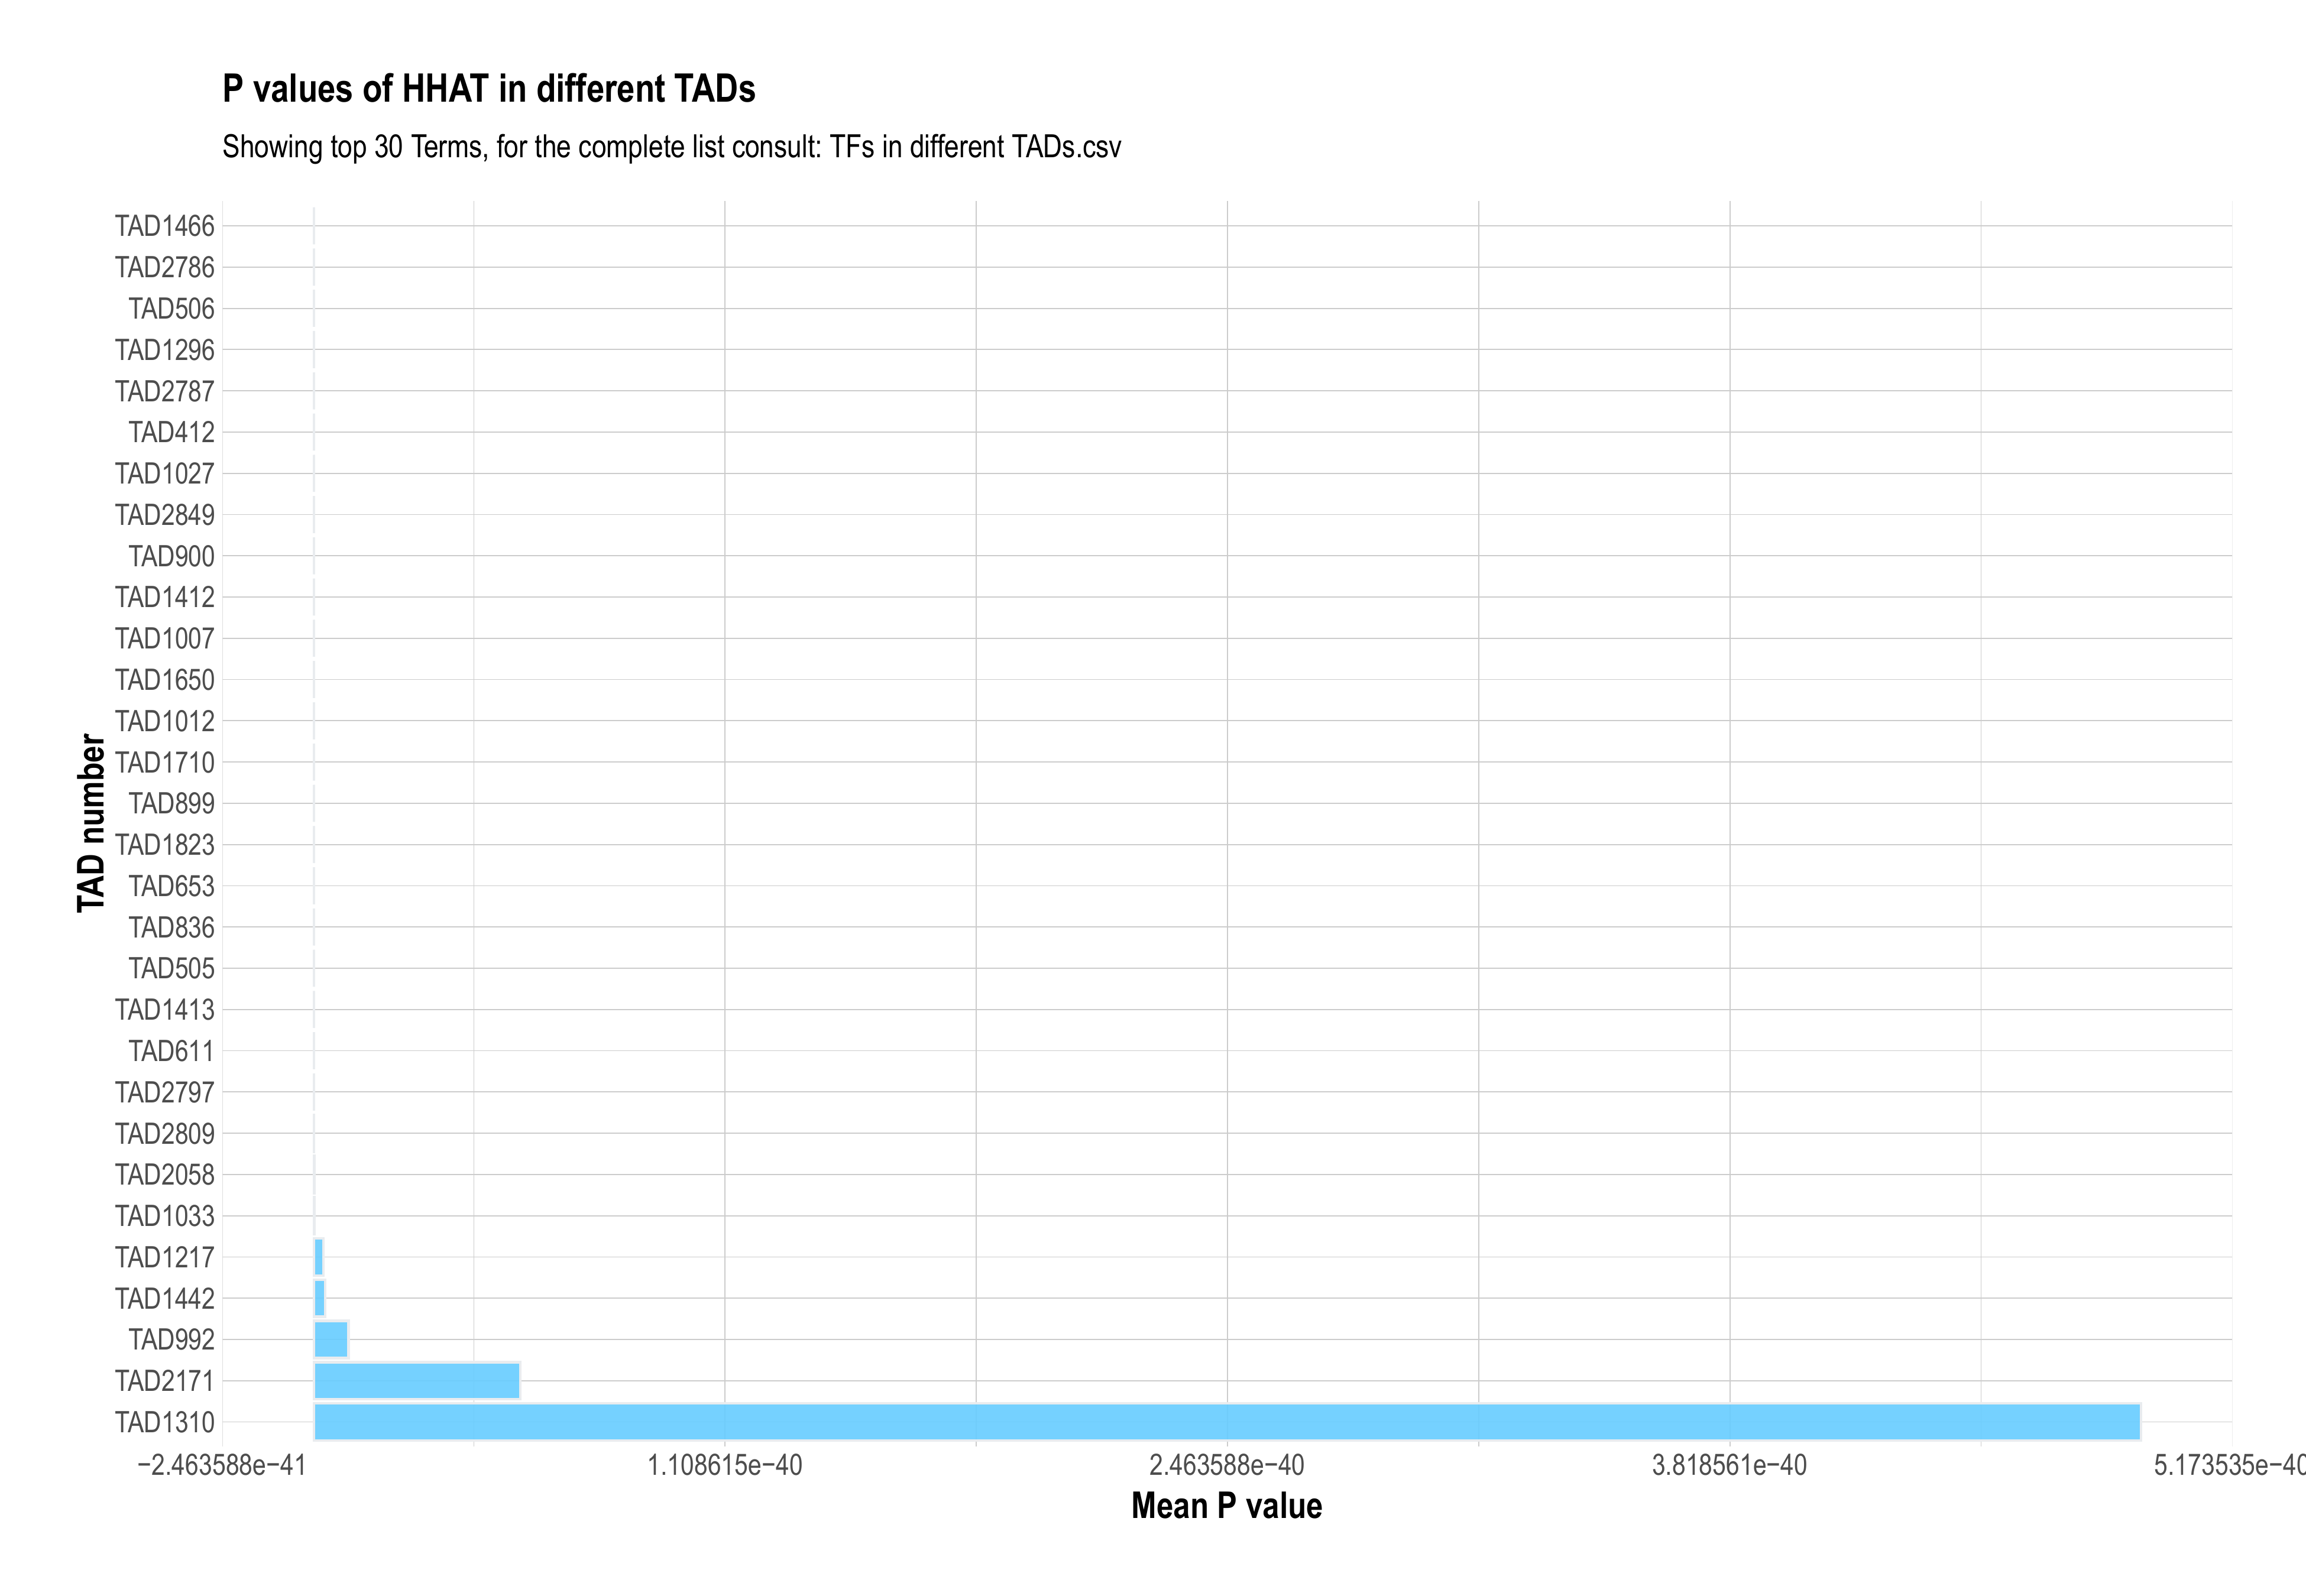 P values of HHAT in different TADs
Showing top 30 Terms, for the complete list consult: TFs in different TADs.csv
TAD number
TAD1466
TAD2786
TAD506
TAD1296
TAD2787
TAD412
TAD1027
TAD2849
TAD900
TAD1412
TAD1007
TAD1650
TAD1012
TAD1710
TAD899
TAD1823
TAD653
TAD836
TAD505
TAD1413
TAD611
TAD2797
TAD2809
TAD2058
TAD1033
TAD1217
TAD1442
TAD992
TAD2171
TAD1310
−2.463588e−41 1.108615e−40 2.463588e−40 3.818561e−40 5.173535e−40
Mean P value